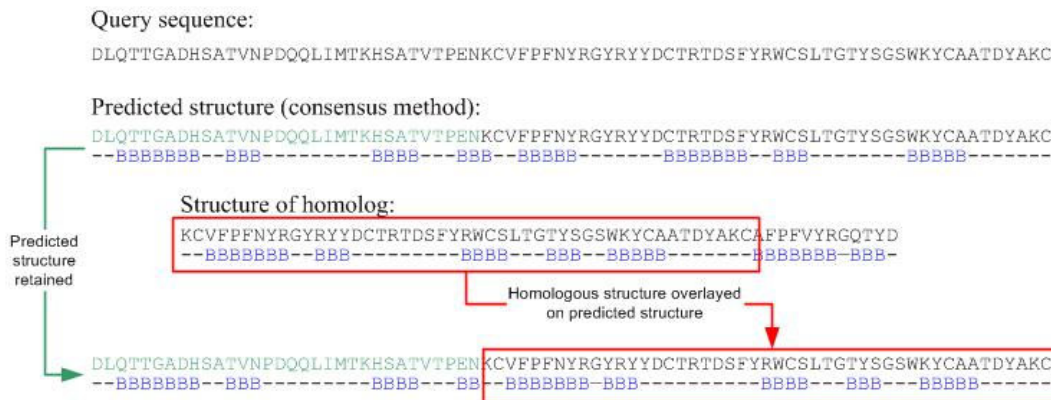 Query sequence:
DLQTTGADHSATVNPDQQLIMTKHSATVTPENKCVFPFNYRGYRYYDCTRTDSFYRWCSLTGTYSGSWKYCAATDYAKC
Predicted structure (consensus method):
DLQTTGADHSATVNPDQQLIMTKHSATVTPENKCVFPFNYRGYRYYDCTRTDSFYRWCSLTGTYSGSWKYCAATDYAKC
--BBBBBBB--BBB---------BBBB---BBB--BBBBB-------BBBBBBB--BBB--------BBBBB-------
Structure of homolog:
KCVFPFNYRGYRYYDCTRTDSFYRWCSLTGTYSGSWKYCAATDYAKCAFPFVYRGQTYD
--BBBBBBB--BBB---------BBBB---BBB--BBBBB-------BBBBBBB-BBB-
Predicted
structure
retained
Homologous structure overlayed
on predicted structure
DLQTTGADHSATVNPDQQLIMTKHSATVTPENKCVFPFNYRGYRYYDCTRTDSFYRWCSLTGTYSGSWKYCAATDYAKC
--BBBBBBB--BBB---------BBBB---BB--BBBBBBB-BBB----------BBBB---BBB---BBBBB------